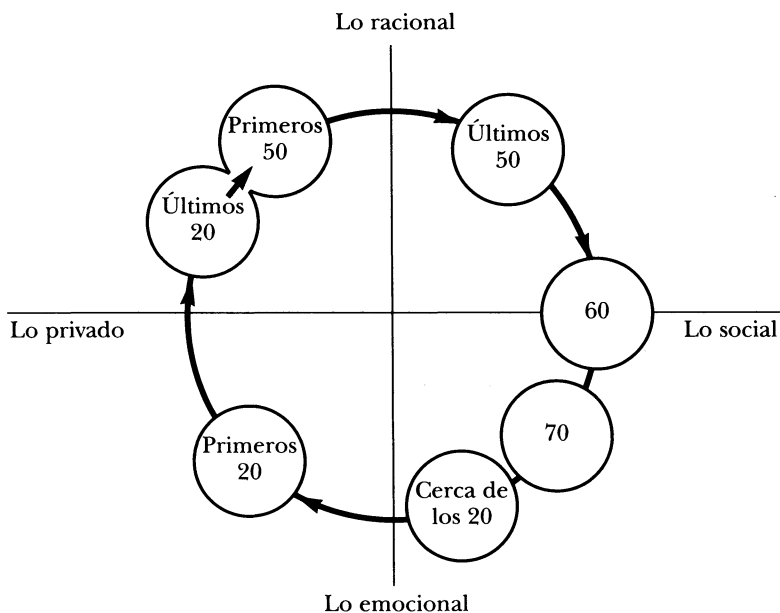 Lo racional
Primeros
50
Últimos
50
Últimos
20
60
Lo privado
Lo social
70
Primeros
20
Cerca de
los 20
Lo emocional